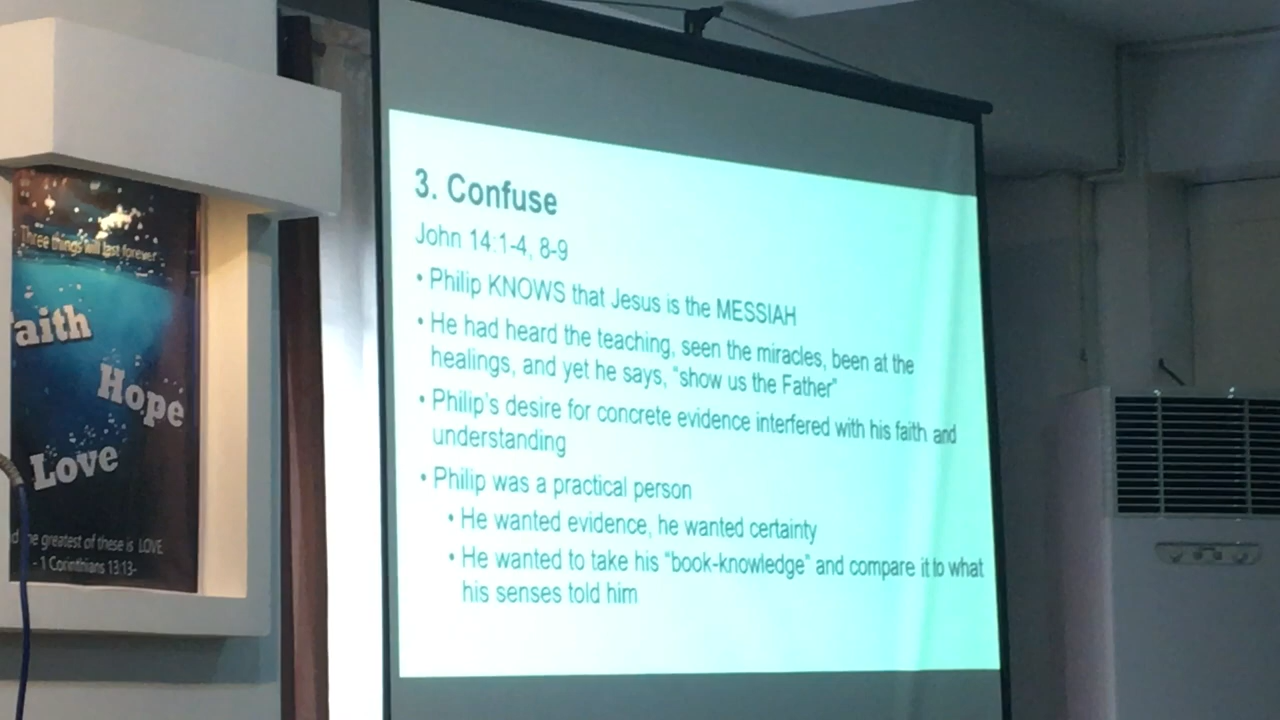 Three things will last forever
aith
Hope
Love
he greatest of these is LOVE
- 1 Corinthians 13:13-
3. Confuse
John 14:1-4, 8-9
• Philip KNOWS that Jesus is the MESSIAH
• He had heard the teaching, seen the miracles, been at the
healings, and yet he says, "show us the Father"
• Philip's desire for concrete evidence interfered with his faith and
understanding
• Philip was a practical person
• He wanted evidence, he wanted certainty
• He wanted to take his "book-knowledge" and compare it to what
his senses told him